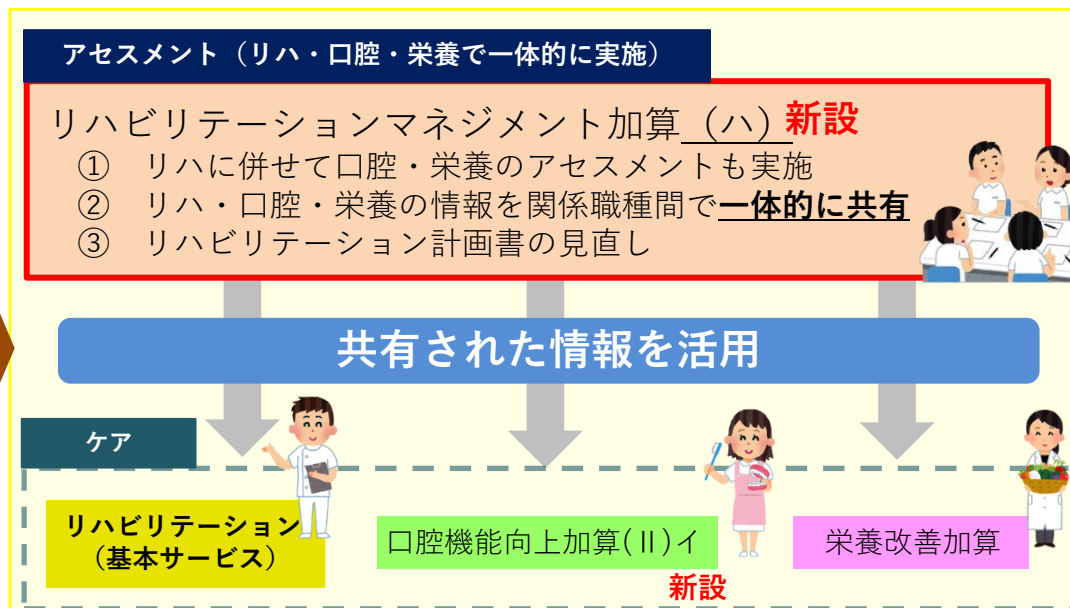 アセスメント（リハ・口腔・栄養で一体的に実施）
リハビリテーションマネジメント加算（ハ）新設
① リハに併せて口腔・栄養のアセスメントも実施
② リハ・口腔・栄養の情報を関係職種間で一体的に共有
③ リハビリテーション計画書の見直し
共有された情報を活用
ケア
リハビリテーション
（基本サービス）
口腔機能向上加算(Ⅱ)イ
新設
栄養改善加算